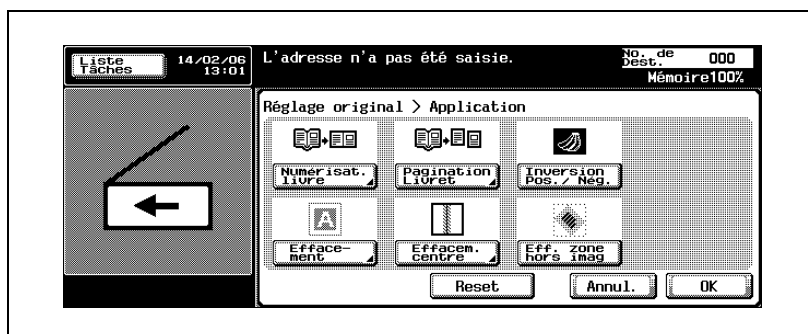 Liste
Tâches
14/02/06
13:01
L'adresse n'a pas été saisie.
No. de
Dest.
000
Mémoire100%
Réglage original > Application
Numérisat.
livre
Pagination
Livret
Inversion
Pos./ Nég.
A
Efface-
ment
Effacem.
centre
Eff. zone
hors imag
Reset
Annul.
OK